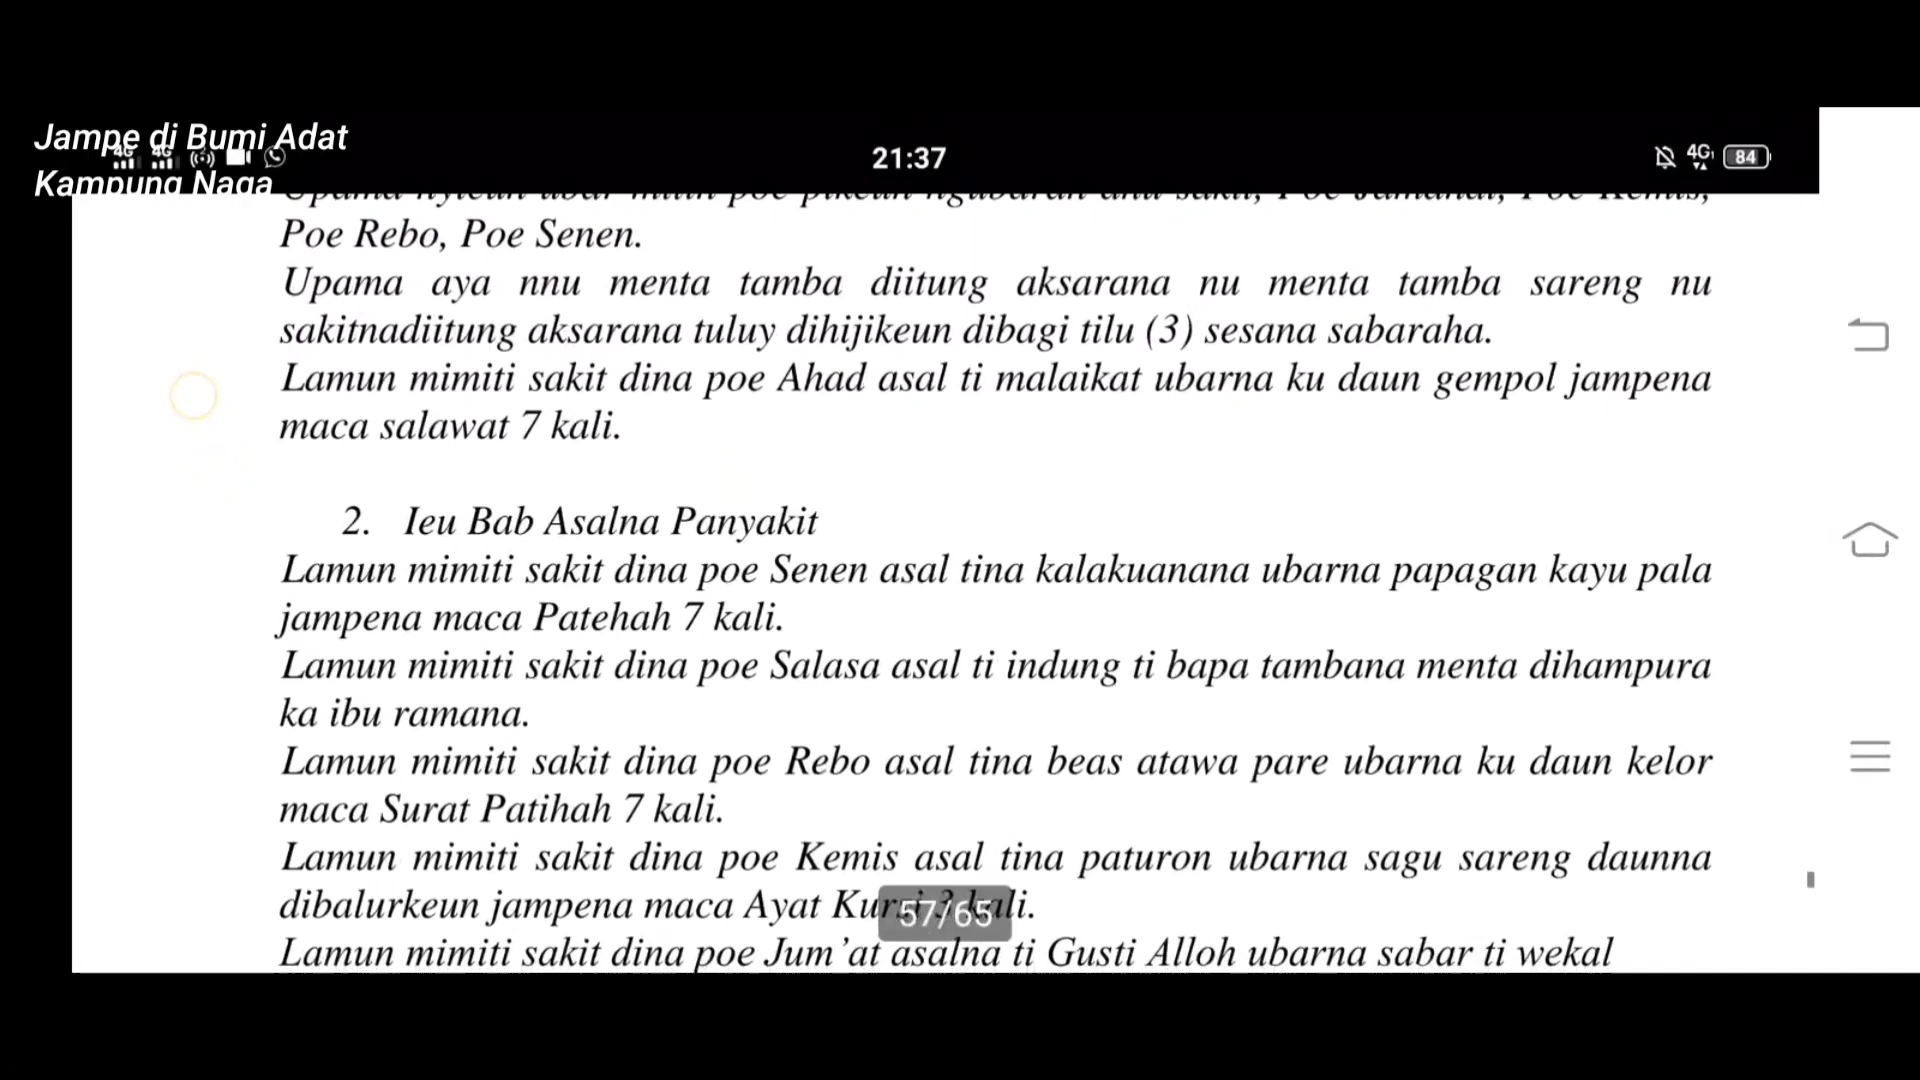 Jampe di Bumi Adat
Kampung Naga
21:37
4G
84
Poe Rebo, Poe Senen.
Upama aya nnu menta tamba diitung aksarana nu menta tamba sareng nu
sakitnadiitung aksarana tuluy dihijikeun dibagi tilu (3) sesana sabaraha.
Lamun mimiti sakit dina poe Ahad asal ti malaikat ubarna ku daun gempol jampena
maca salawat 7 kali.
2. Ieu Bab Asalna Panyakit
Lamun mimiti sakit dina poe Senen asal tina kalakuanana ubarna papagan kayu pala
jampena maca Patehah 7 kali.
Lamun mimiti sakit dina poe Salasa asal ti indung ti bapa tambana menta dihampura
ka ibu ramana.
Lamun mimiti sakit dina poe Rebo asal tina beas atawa pare ubarna ku daun kelor
maca Surat Patihah 7 kali.
Lamun mimiti sakit dina poe Kemis asal tina paturon ubarna sagu sareng daunna
dibalurkeun jampena maca Ayat Kursi 3 kali.
57/65
Lamun mimiti sakit dina poe Jum'at asalna ti Gusti Alloh ubarna sabar ti wekal